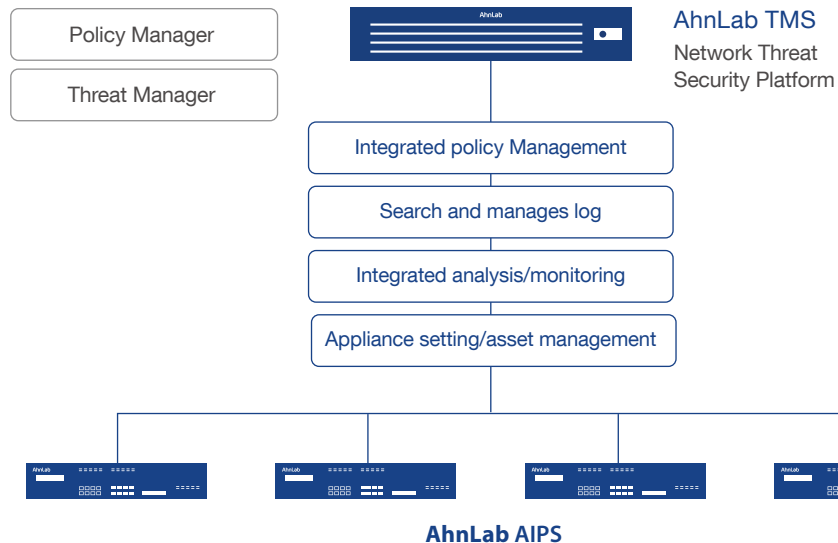 Policy Manager
Threat Manager
AhnLab
AhnLab TMS
Network Threat
Security Platform
Integrated policy Management
Search and manages log
Integrated analysis/monitoring
Appliance setting/asset management
AhnLab
AhnLab
AhnLab
AhnLab
AhnLab AIPS